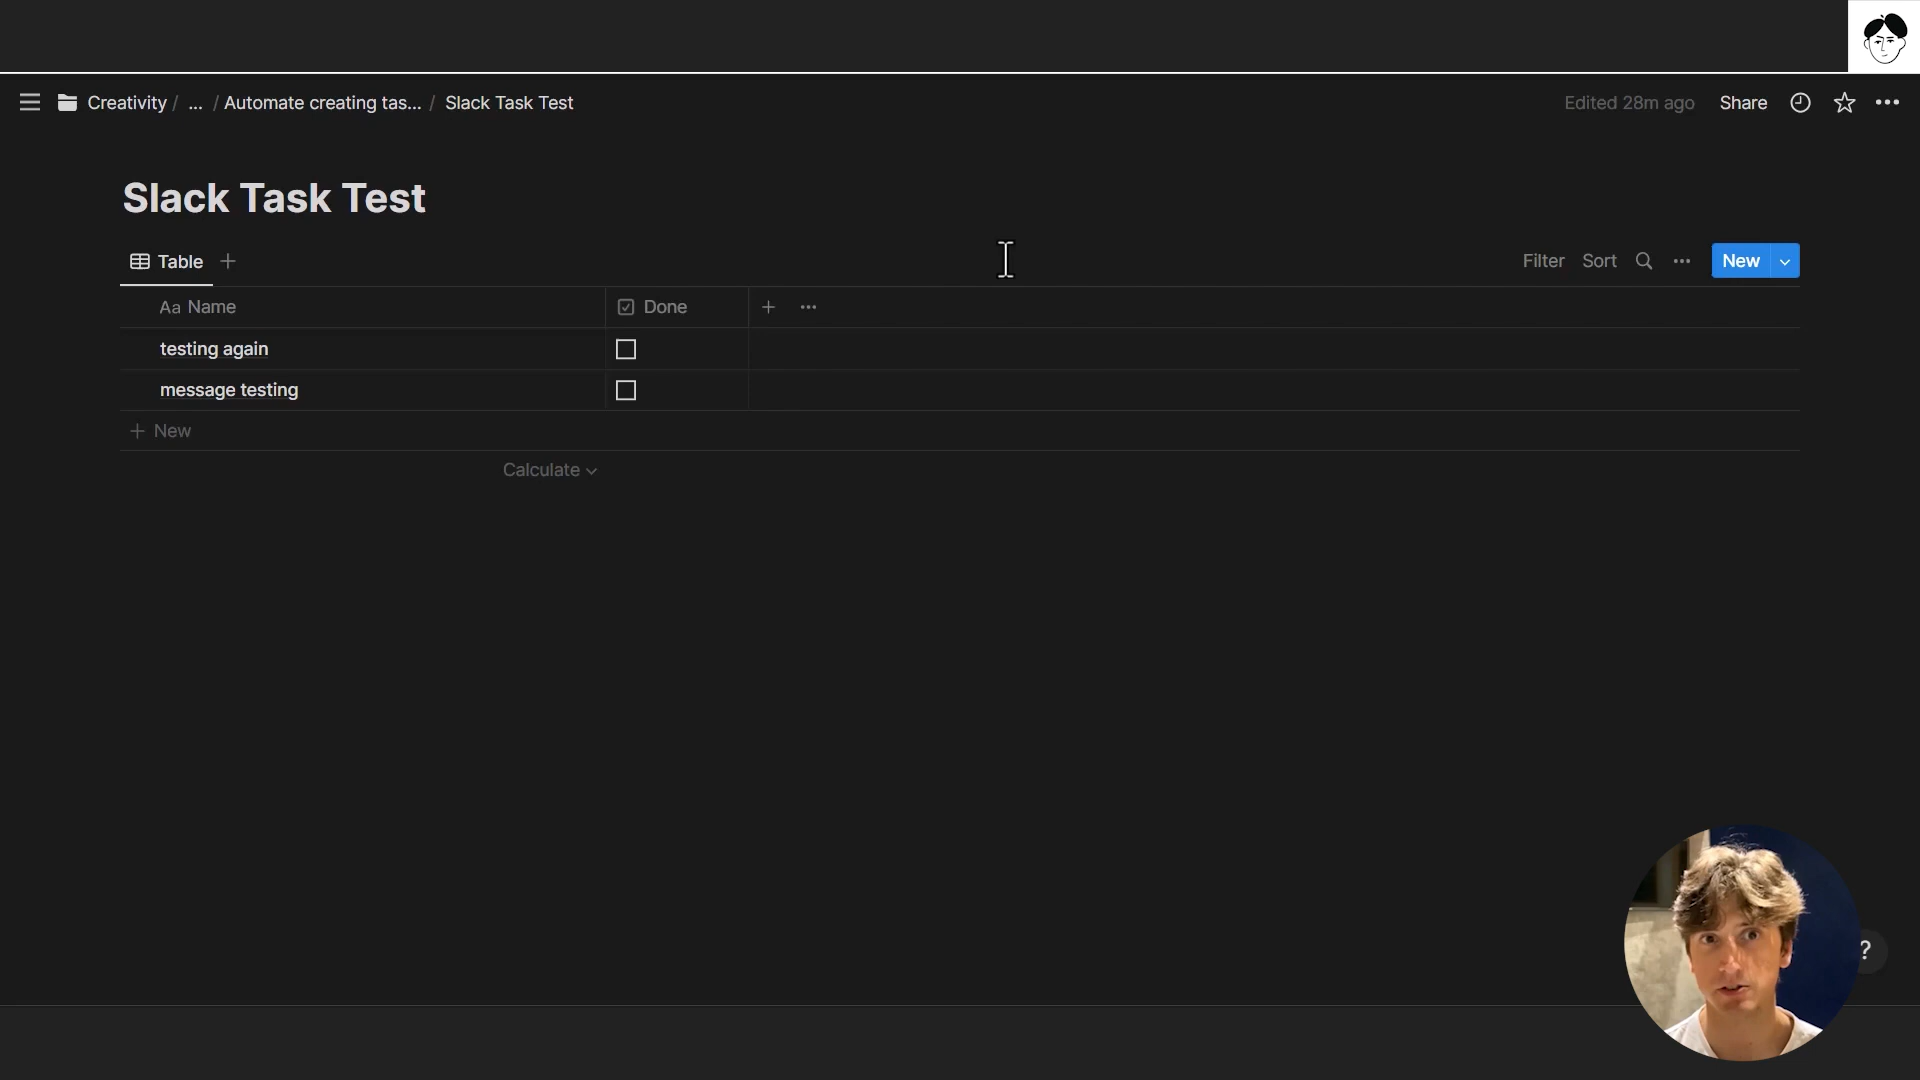 Creativity / ... / Automate creating tas... / Slack Task Test
Edited 28m ago Share
Slack Task Test
Table
Filter Sort New
Aa Name Done
testing again
message testing
+ New
Calculate
?